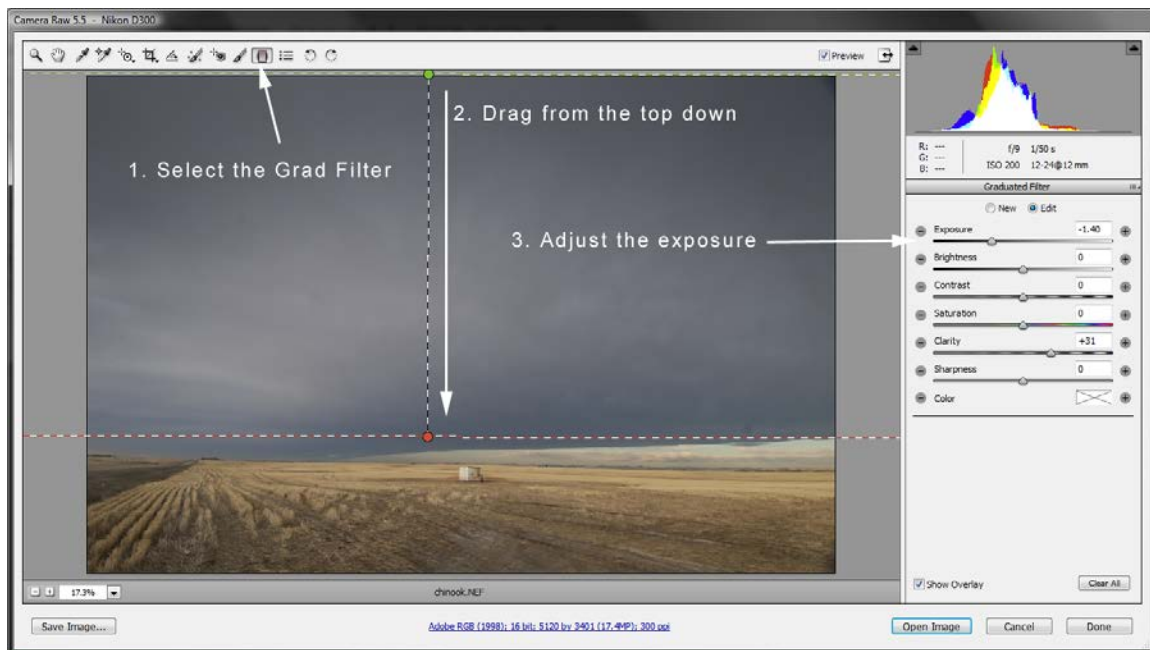 Camera Raw 5.5 - Nikon D300
Preview
1. Select the Grad Filter
2. Drag from the top down
3. Adjust the exposure
R: ---
G: ---
B: ---
f/9 1/50 s
ISO 200 12-24@12 mm
Graduated Filter
New Edit
Exposure -1.40
Brightness 0
Contrast 0
Saturation 0
Clarity +31
Sharpness 0
Color
Show Overlay Clear All
17.3% chinook.NEF
Save Image... Adobe RGB (1998); 16 bit; 5120 by 3401 (17.4MP); 300 ppi Open Image Cancel Done